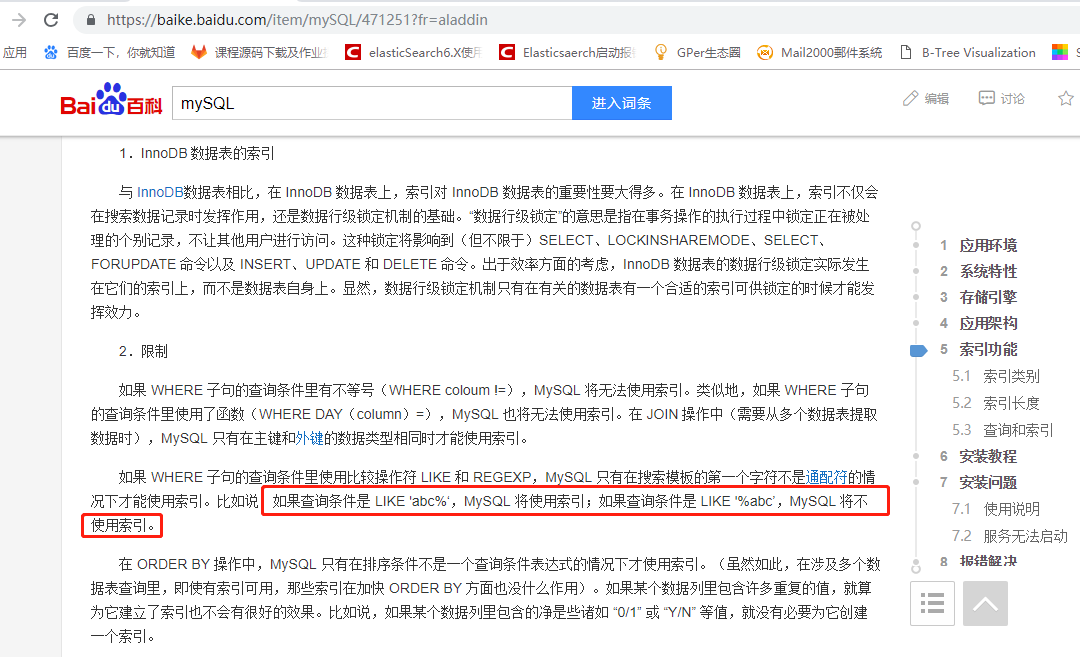 https://baike.baidu.com/item/mySQL/471251?fr=aladdin
应用 百度一下，你就知道 课程源码下载及作业 elasticSearch6.X使用 Elasticsaerch启动报 GPer生态圈 Mail2000郵件系統 B-Tree Visualization S
Bai du 百科 mySQL 进入词条 编辑 讨论
1．InnoDB 数据表的索引
与 InnoDB数据表相比，在 InnoDB 数据表上，索引对 InnoDB 数据表的重要性要大得多。在 InnoDB 数据表上，索引不仅会
在搜索数据记录时发挥作用，还是数据行级锁定机制的基础。“数据行级锁定”的意思是指在事务操作的执行过程中锁定正在被处
理的个别记录，不让其他用户进行访问。这种锁定将影响到（但不限于）SELECT、LOCKINSHAREMODE、SELECT、
FORUPDATE 命令以及 INSERT、UPDATE 和 DELETE 命令。出于效率方面的考虑，InnoDB 数据表的数据行级锁定实际发生
在它们的索引上，而不是数据表自身上。显然，数据行级锁定机制只有在有关的数据表有一个合适的索引可供锁定的时候才能发
挥效力。
2．限制
如果 WHERE 子句的查询条件里有不等号（WHERE coloum !=），MySQL 将无法使用索引。类似地，如果 WHERE 子句
的查询条件里使用了函数（WHERE DAY（column）=），MySQL 也将无法使用索引。在 JOIN 操作中（需要从多个数据表提取
数据时），MySQL 只有在主键和外键的数据类型相同时才能使用索引。
如果 WHERE 子句的查询条件里使用比较操作符 LIKE 和 REGEXP，MySQL 只有在搜索模板的第一个字符不是通配符的情
况下才能使用索引。比如说，如果查询条件是 LIKE 'abc%‘，MySQL 将使用索引；如果查询条件是 LIKE '%abc’，MySQL 将不
使用索引。
在 ORDER BY 操作中，MySQL 只有在排序条件不是一个查询条件表达式的情况下才使用索引。（虽然如此，在涉及多个数
据表查询里，即使有索引可用，那些索引在加快 ORDER BY 方面也没什么作用）。如果某个数据列里包含许多重复的值，就算
为它建立了索引也不会有很好的效果。比如说，如果某个数据列里包含的净是些诸如 “0/1” 或 “Y/N” 等值，就没有必要为它创建
一个索引。
1 应用环境
2 系统特性
3 存储引擎
4 应用架构
5 索引功能
5.1 索引类别
5.2 索引长度
5.3 查询和索引
6 安装教程
7 安装问题
7.1 使用说明
7.2 服务无法启动
8 报错解决